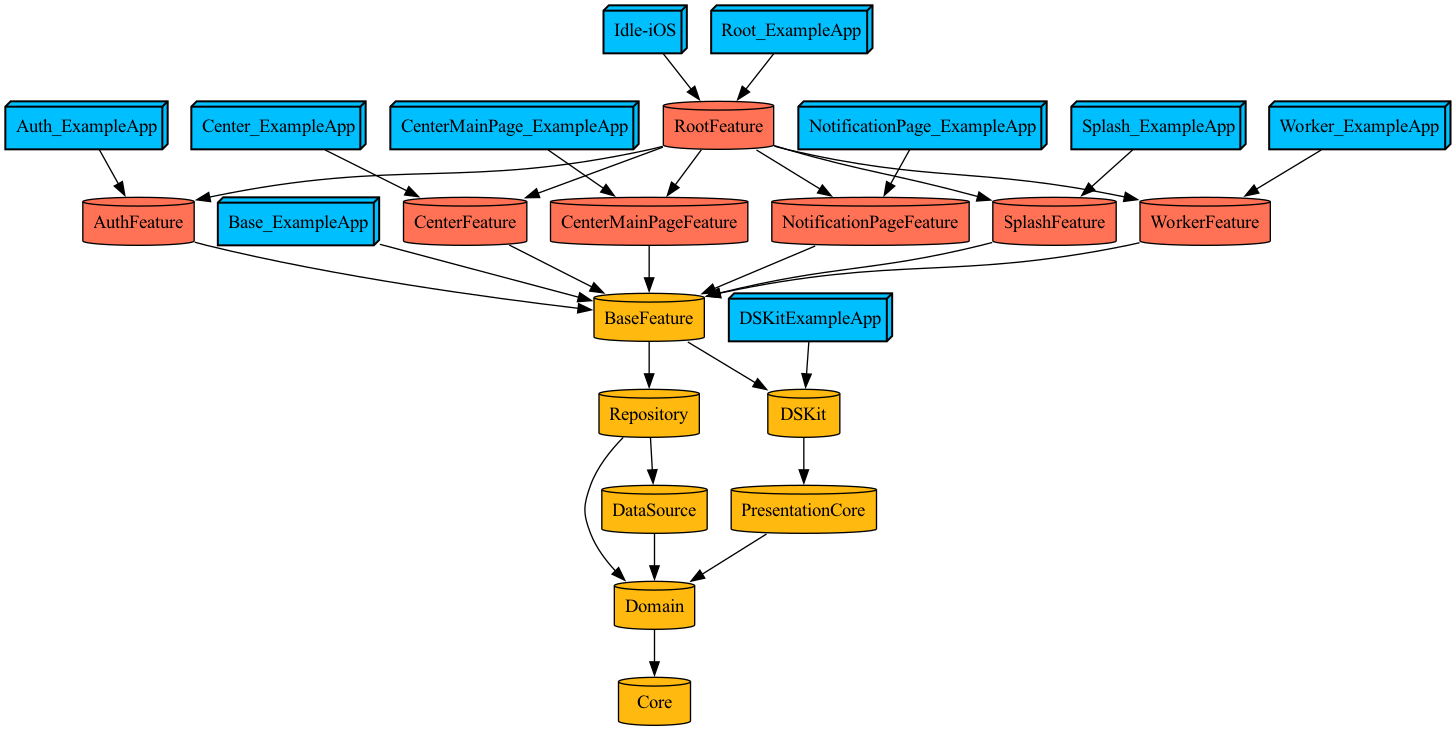 Idle-iOS
Root_ExampleApp
Auth_ExampleApp
Center_ExampleApp
CenterMainPage_ExampleApp
RootFeature
NotificationPage_ExampleApp
Splash_ExampleApp
Worker_ExampleApp
AuthFeature
Base_ExampleApp
CenterFeature
CenterMainPageFeature
NotificationPageFeature
SplashFeature
WorkerFeature
BaseFeature
DSKitExampleApp
Repository
DSKit
DataSource
PresentationCore
Domain
Core